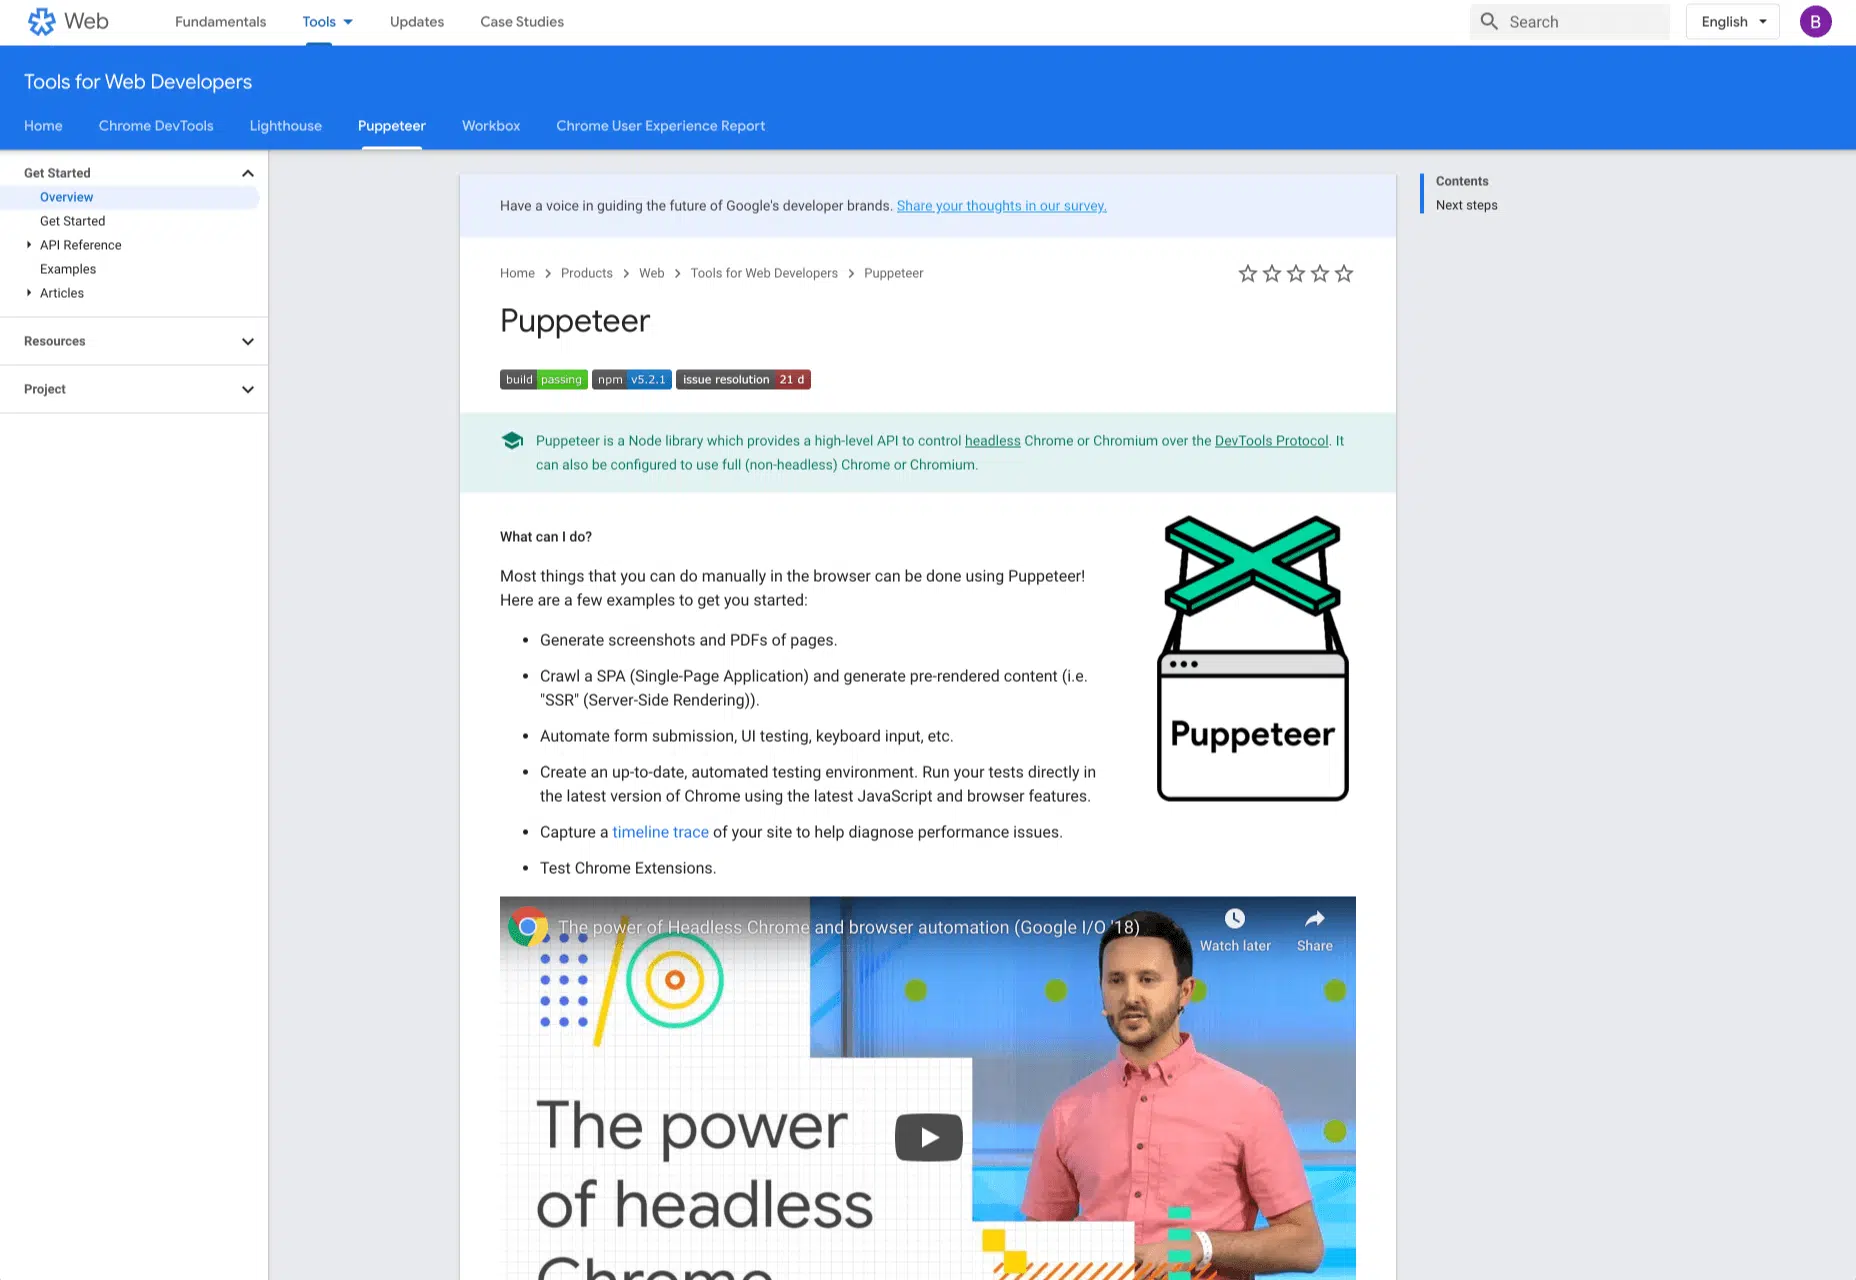 Web
Fundamentals
Tools
Updates
Case Studies
Search
English
B
Tools for Web Developers
Home
Chrome DevTools
Lighthouse
Puppeteer
Workbox
Chrome User Experience Report
Get Started
Overview
Get Started
API Reference
Examples
Articles
Resources
Project
Have a voice in guiding the future of Google's developer brands. Share your thoughts in our survey.
Home > Products > Web > Tools for Web Developers > Puppeteer
Puppeteer
build passing npm v5.2.1 issue resolution 21 d
Puppeteer is a Node library which provides a high-level API to control headless Chrome or Chromium over the DevTools Protocol. It
can also be configured to use full (non-headless) Chrome or Chromium.
What can I do?
Most things that you can do manually in the browser can be done using Puppeteer!
Here are a few examples to get you started:
• Generate screenshots and PDFs of pages.
• Crawl a SPA (Single-Page Application) and generate pre-rendered content (i.e.
"SSR" (Server-Side Rendering)).
• Automate form submission, UI testing, keyboard input, etc.
• Create an up-to-date, automated testing environment. Run your tests directly in
the latest version of Chrome using the latest JavaScript and browser features.
• Capture a timeline trace of your site to help diagnose performance issues.
• Test Chrome Extensions.
Puppeteer
The power of Headless Chrome and browser automation (Google I/O '18)
Watch later
Share
The power
of headless
Chrome
Contents
Next steps